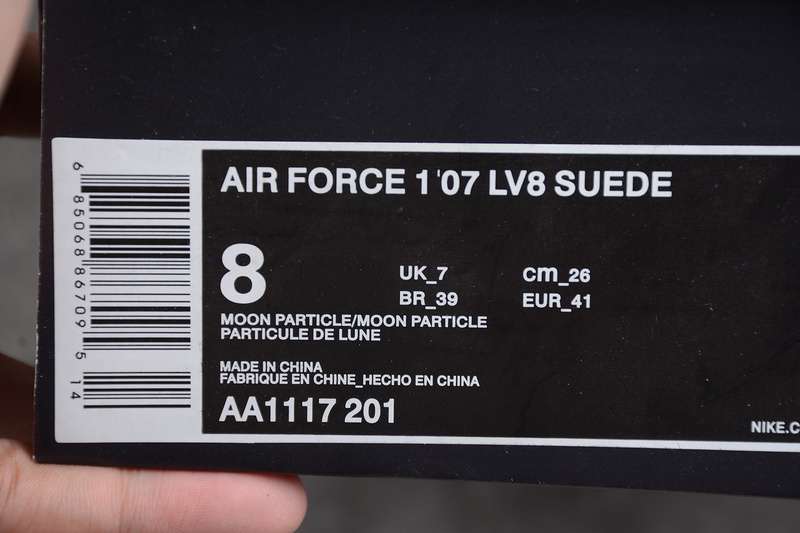 AIR FORCE 1 '07 LV8 SUEDE
8
UK_7
cm_26
BR_39
EUR_41
MOON PARTICLE/MOON PARTICLE
PARTICULE DE LUNE
MADE IN CHINA
FABRIQUE EN CHINE_HECHO EN CHINA
AA1117 201
NIKE.C
6 85068 86709 5 14